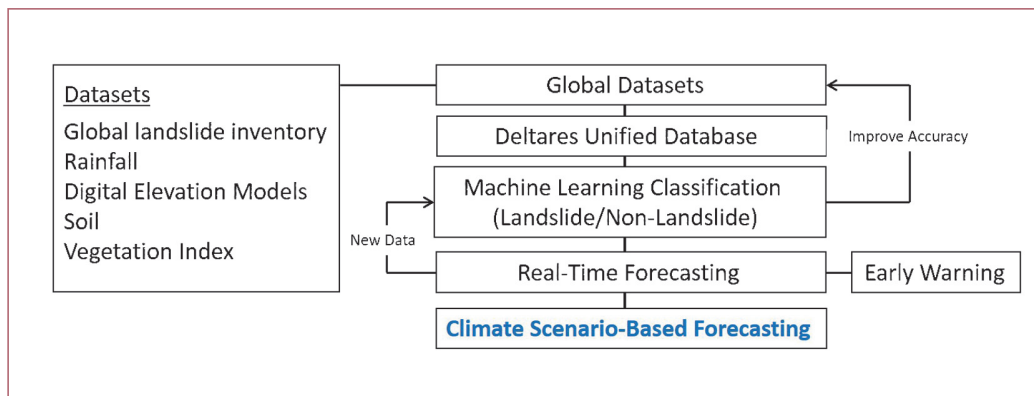 Datasets
Global landslide inventory
Rainfall
Digital Elevation Models
Soil
Vegetation Index
Global Datasets
Deltares Unified Database
Improve Accuracy
Machine Learning Classification
(Landslide/Non-Landslide)
New Data
Real-Time Forecasting
Early Warning
Climate Scenario-Based Forecasting